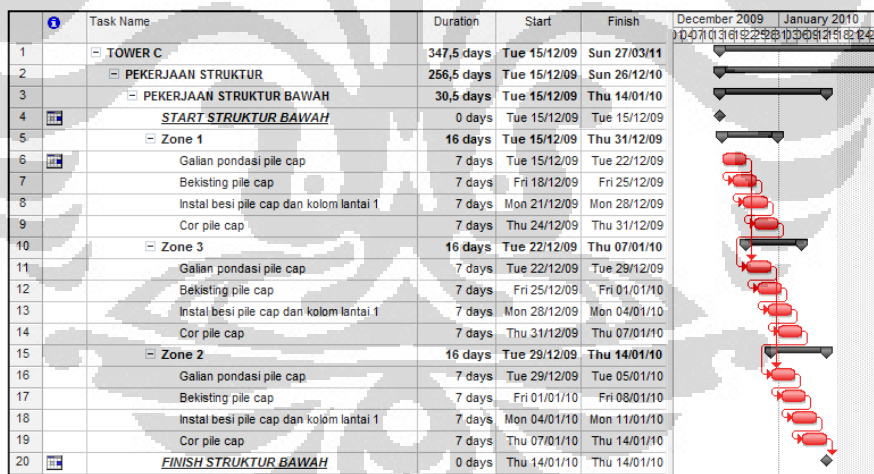 Task Name Duration Start Finish December 2009 January 2010
1 TOWER C 347,5 days Tue 15/12/09 Sun 27/03/11
2 PEKERJAAN STRUKTUR 256,5 days Tue 15/12/09 Sun 26/12/10
3 PEKERJAAN STRUKTUR BAWAH 30,5 days Tue 15/12/09 Thu 14/01/10
4 START STRUKTUR BAWAH 0 days Tue 15/12/09 Tue 15/12/09
5 Zone 1 16 days Tue 15/12/09 Thu 31/12/09
6 Galian pondasi pile cap 7 days Tue 15/12/09 Tue 22/12/09
7 Bekisting pile cap 7 days Fri 18/12/09 Fri 25/12/09
8 Instal besi pile cap dan kolom lantai 1 7 days Mon 21/12/09 Mon 28/12/09
9 Cor pile cap 7 days Thu 24/12/09 Thu 31/12/09
10 Zone 3 16 days Tue 22/12/09 Thu 07/01/10
11 Galian pondasi pile cap 7 days Tue 22/12/09 Tue 29/12/09
12 Bekisting pile cap 7 days Fri 25/12/09 Fri 01/01/10
13 Instal besi pile cap dan kolom lantai 1 7 days Mon 28/12/09 Mon 04/01/10
14 Cor pile cap 7 days Thu 31/12/09 Thu 07/01/10
15 Zone 2 16 days Tue 29/12/09 Thu 14/01/10
16 Galian pondasi pile cap 7 days Tue 29/12/09 Tue 05/01/10
17 Bekisting pile cap 7 days Fri 01/01/10 Fri 08/01/10
18 Instal besi pile cap dan kolom lantai 1 7 days Mon 04/01/10 Mon 11/01/10
19 Cor pile cap 7 days Thu 07/01/10 Thu 14/01/10
20 FINISH STRUKTUR BAWAH 0 days Thu 14/01/10 Thu 14/01/10